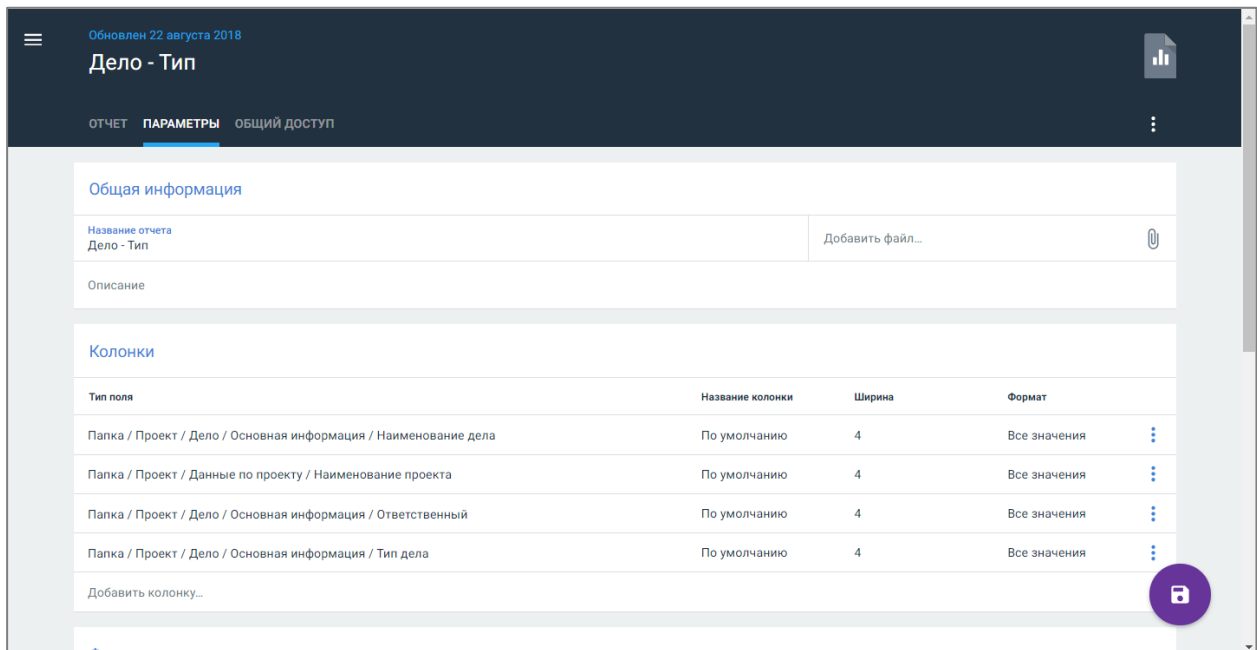 Обновлен 22 августа 2018
Дело - Тип
ОТЧЕТ ПАРАМЕТРЫ ОБЩИЙ ДОСТУП
Общая информация
Название отчета
Дело - Тип
Добавить файл...
Описание
Колонки
Тип поля Название колонки Ширина Формат
Папка / Проект / Дело / Основная информация / Наименование дела По умолчанию 4 Все значения
Папка / Проект / Данные по проекту / Наименование проекта По умолчанию 4 Все значения
Папка / Проект / Дело / Основная информация / Ответственный По умолчанию 4 Все значения
Папка / Проект / Дело / Основная информация / Тип дела По умолчанию 4 Все значения
Добавить колонку...